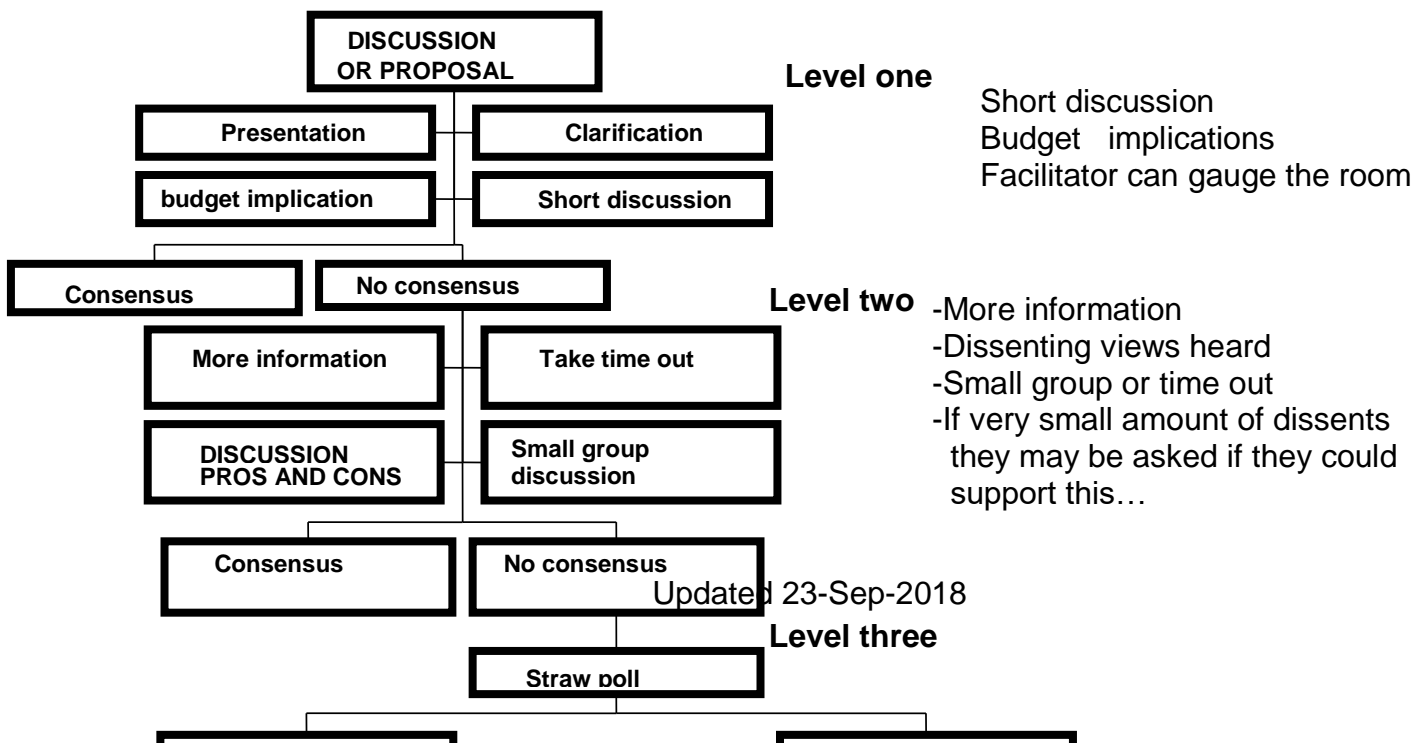 DISCUSSION
OR PROPOSAL
Level one
Short discussion
Budget implications
Facilitator can gauge the room
Presentation
Clarification
budget implication
Short discussion
Consensus
No consensus
Level two
-More information
-Dissenting views heard
-Small group or time out
-If very small amount of dissents
they may be asked if they could
support this…
More information
Take time out
DISCUSSION
PROS AND CONS
Small group
discussion
Consensus
No consensus
Updated 23-Sep-2018
Level three
Straw poll